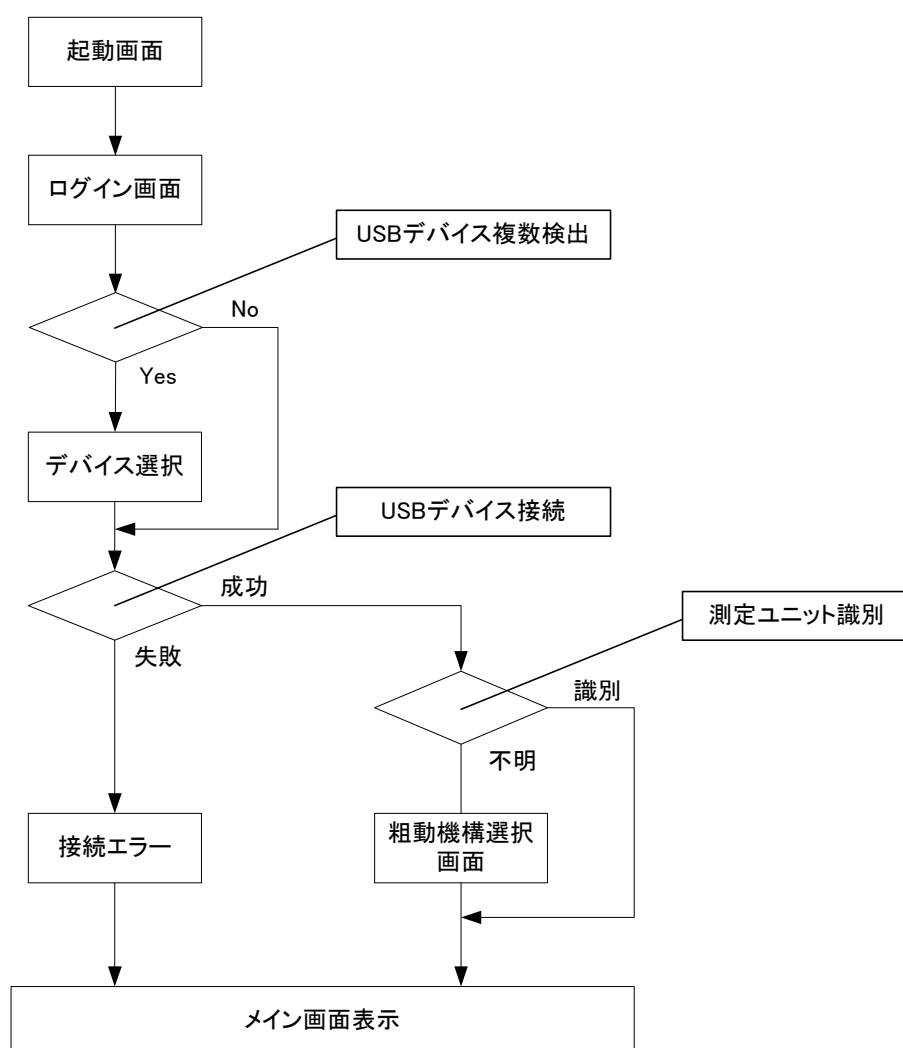 起動画面
ログイン画面
USBデバイス複数検出
No
Yes
デバイス選択
USBデバイス接続
成功
失敗
測定ユニット識別
識別
不明
接続エラー
粗動機構選択
画面
メイン画面表示